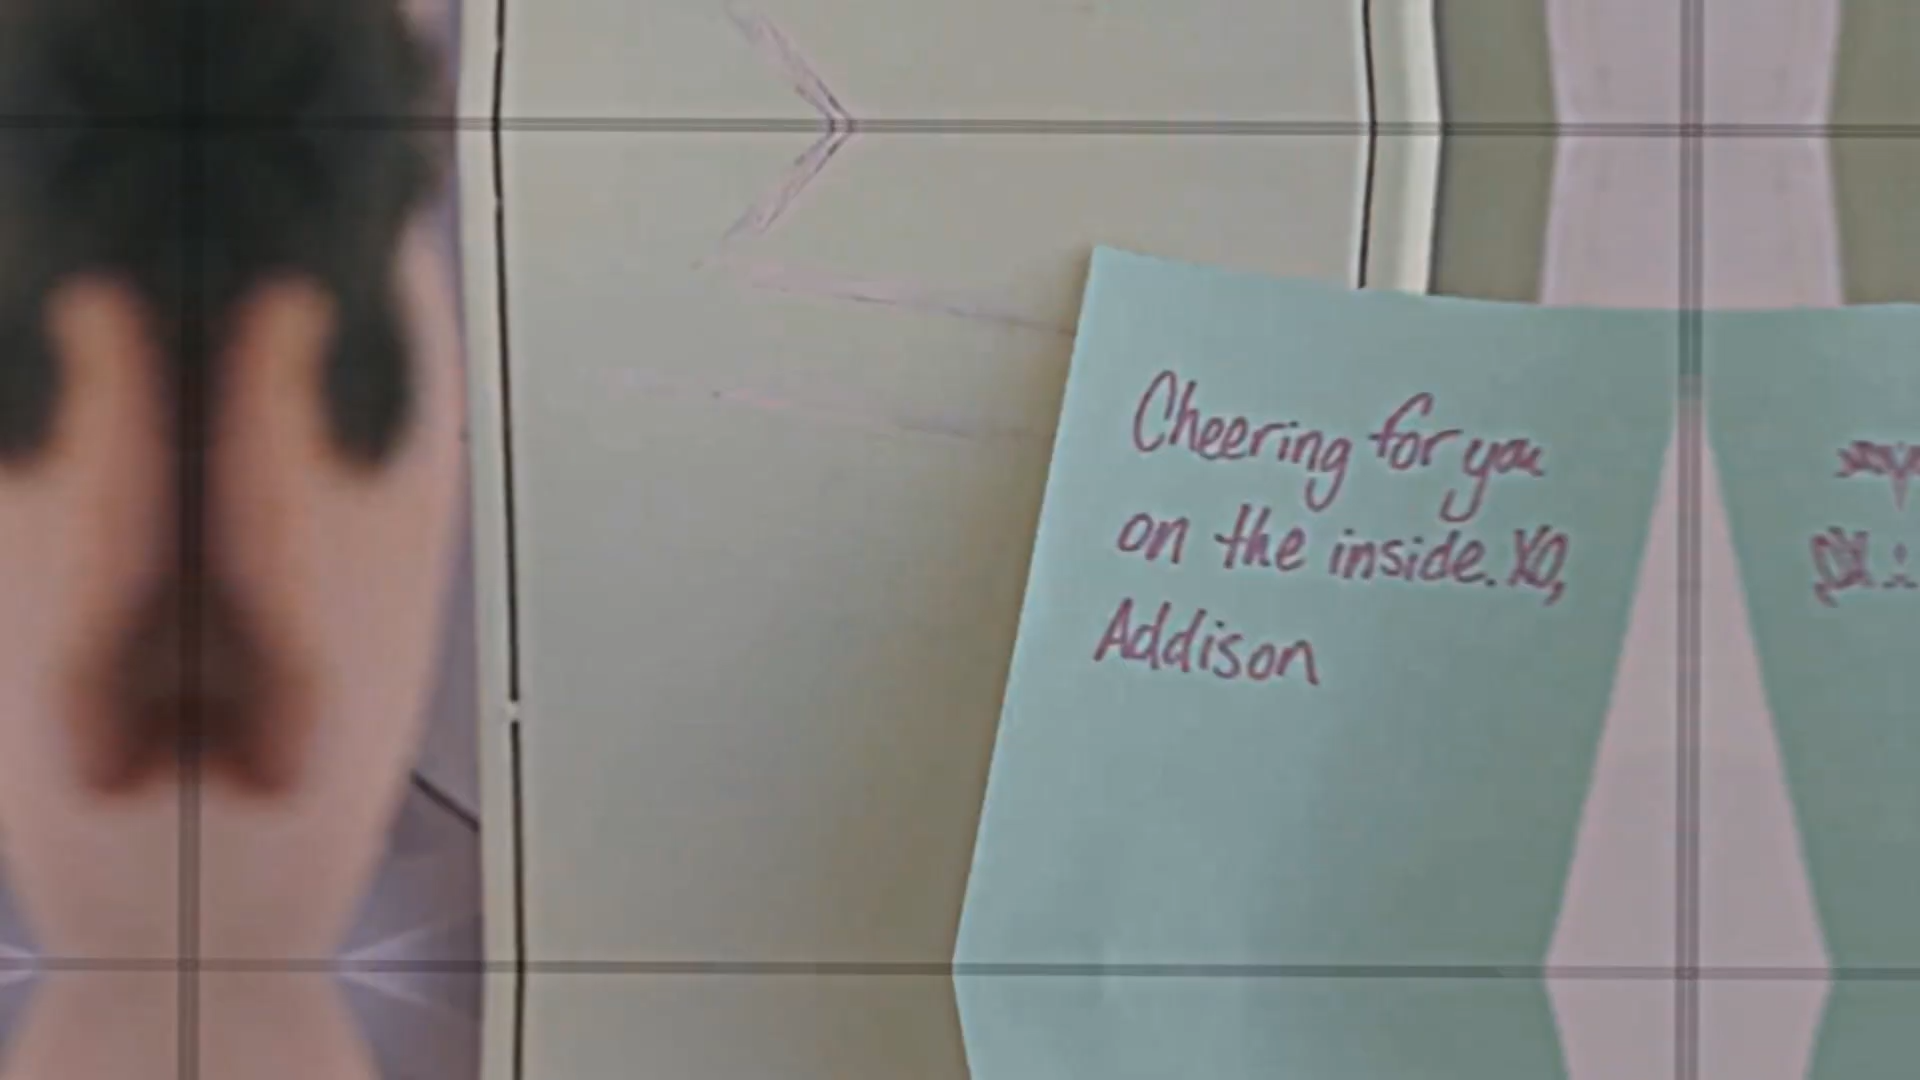 Cheering for you
on the inside. XO,
Addison